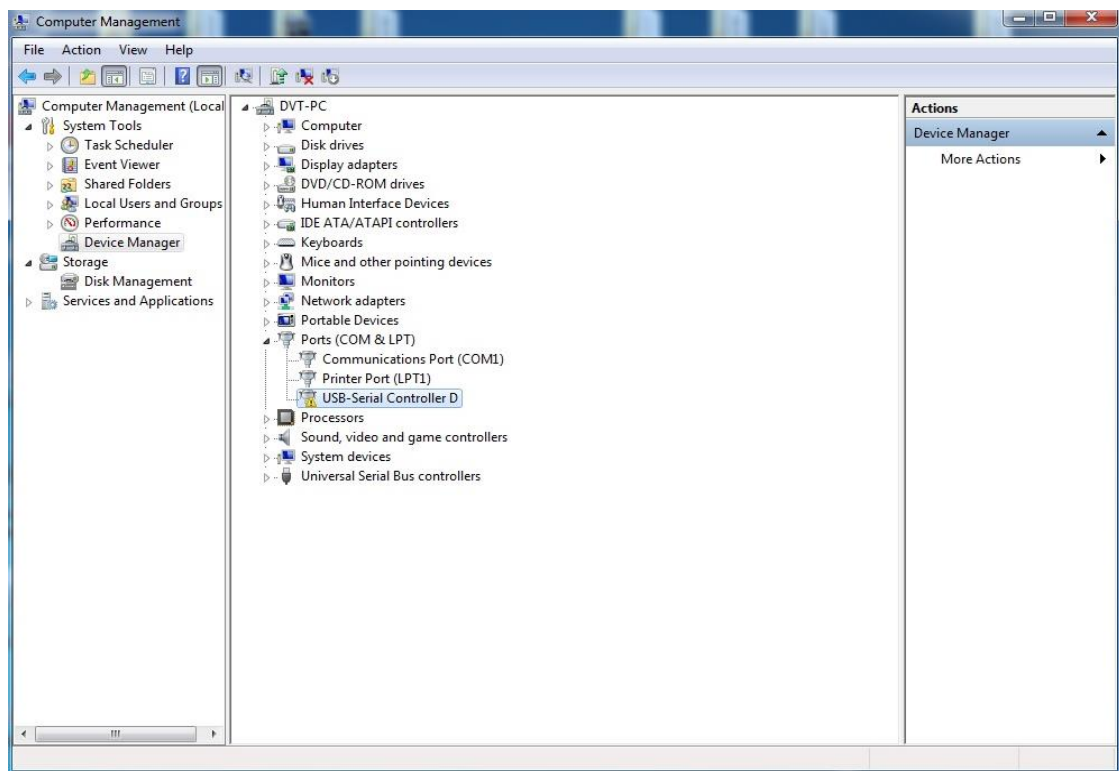 Computer Management
File Action View Help
Computer Management (Local
System Tools
Task Scheduler
Event Viewer
Shared Folders
Local Users and Groups
Performance
Device Manager
Storage
Disk Management
Services and Applications
DVT-PC
Computer
Disk drives
Display adapters
DVD/CD-ROM drives
Human Interface Devices
IDE ATA/ATAPI controllers
Keyboards
Mice and other pointing devices
Monitors
Network adapters
Portable Devices
Ports (COM & LPT)
Communications Port (COM1)
Printer Port (LPT1)
USB-Serial Controller D
Processors
Sound, video and game controllers
System devices
Universal Serial Bus controllers
Actions
Device Manager
More Actions